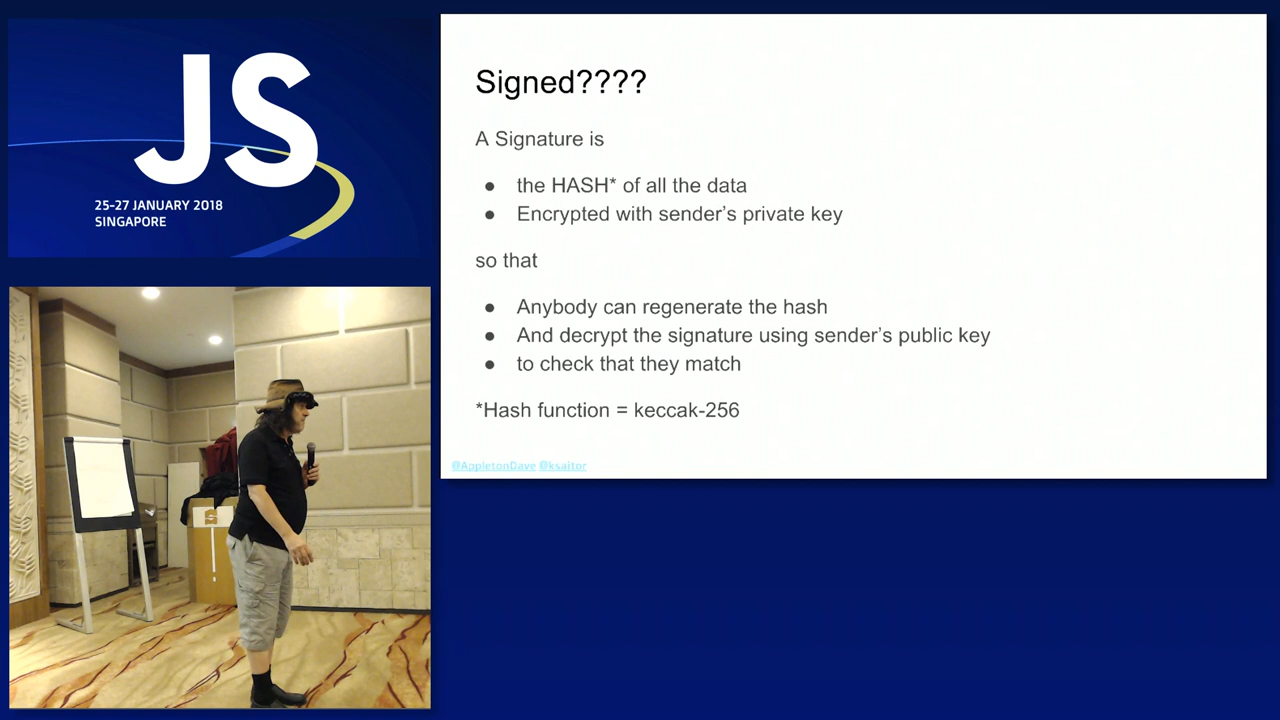 JS
25-27 JANUARY 2018
SINGAPORE
Signed????
A Signature is
● the HASH* of all the data
● Encrypted with sender's private key
so that
● Anybody can regenerate the hash
● And decrypt the signature using sender's public key
● to check that they match
*Hash function = keccak-256
@AppletonDave @ksaitor